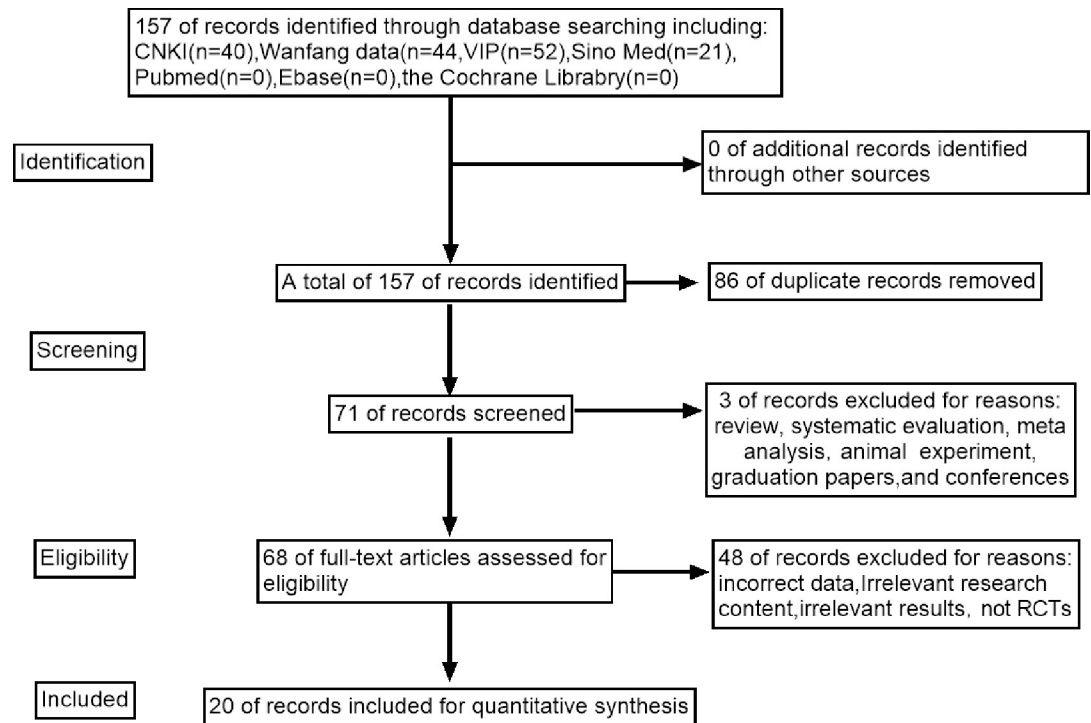 157 of records identified through database searching including:
CNKI(n=40),Wanfang data(n=44,VIP(n=52),Sino Med(n=21),
Pubmed(n=0),Ebase(n=0),the Cochrane Librabry(n=0)
Identification
0 of additional records identified
through other sources
A total of 157 of records identified
86 of duplicate records removed
Screening
71 of records screened
3 of records excluded for reasons:
review, systematic evaluation, meta
analysis, animal experiment,
graduation papers,and conferences
Eligibility
68 of full-text articles assessed for
eligibility
48 of records excluded for reasons:
incorrect data,Irrelevant research
content,irrelevant results, not RCTs
Included
20 of records included for quantitative synthesis